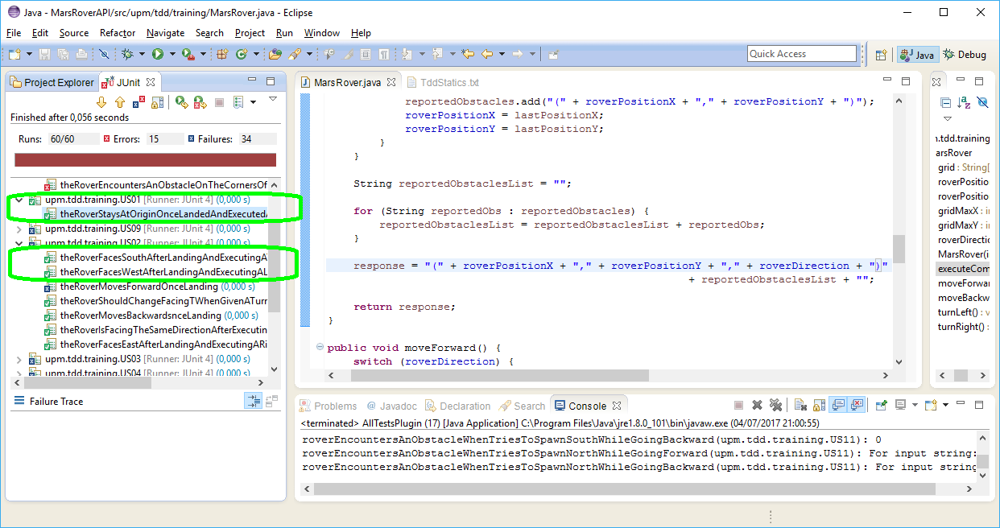 Java - MarsRoverAPI/src/upm/tdd/training/MarsRover.java - Eclipse
File Edit Source Refactor Navigate Search Project Run Window Help
Quick Access
Java
Debug
Project Explorer
JUnit
Finished after 0,056 seconds
Runs: 60/60
Errors: 15
Failures: 34
theRoverEncountersAnObstacleOnTheCornersOf
upm.tdd.training.US01 [Runner: JUnit 4] (0,000 s)
theRoverStaysAtOriginOnceLandedAndExecutedA
upm.tdd.training.US09 [Runner: JUnit 4] (0,000 s)
upm.tdd.training.US02 [Runner: JUnit 4] (0,000 s)
theRoverFacesSouthAfterLandingAndExecutingAT
theRoverFacesWestAfterLandingAndExecutingAL
theRoverMovesForwardOnceLanding (0,000 s)
theRoverShouldChangeFacingTWhenGivenATurn
theRoverMovesBackwardsnceLanding (0,000 s)
theRoverIsFacingTheSameDirectionAfterExecutin
theRoverFacesEastAfterLandingAndExecutingARi
upm.tdd.training.US03 [Runner: JUnit 4] (0,000 s)
upm.tdd.training.US04 [Runner: JUnit 4] (0,000 s)
Failure Trace
MarsRover.java
TddStatics.txt
reportedObstacles.add("(" + roverPositionX + "," + roverPositionY + ")");
roverPositionX = lastPositionX;
roverPositionY = lastPositionY;
}
}
String reportedObstaclesList = "";
for (String reportedObs : reportedObstacles) {
reportedObstaclesList = reportedObstaclesList + reportedObs;
}
response = "(" + roverPositionX + "," + roverPositionY + "," + roverDirection + ")"
+ reportedObstaclesList + "";
return response;
}
public void moveForward() {
switch (roverDirection) {
ı.tdd.training
MarsRover
grid : String[
roverPositio
roverPositio
gridMaxX : i
gridMaxY : i
roverDirecti
MarsRover(i
executeCom
moveForwa
moveBackw
turnLeft() : v
turnRight() :
Problems
Javadoc
Declaration
Search
Console
<terminated> AllTestsPlugin (17) [Java Application] C:\Program Files\Java\jre1.8.0_101\bin\javaw.exe (04/07/2017 21:00:55)
roverEncountersAnObstacleWhenTriesToSpawnSouthWhileGoingBackward(upm.tdd.training.US11): 0
roverEncountersAnObstacleWhenTriesToSpawnNorthWhileGoingForward(upm.tdd.training.US11): For input string:
roverEncountersAnObstacleWhenTriesToSpawnNorthWhileGoingBackward(upm.tdd.training.US11): For input string